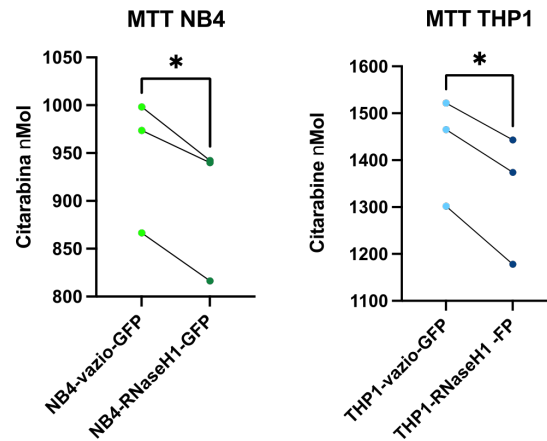 MTT NB4
*
Citarabina nMol
1050
1000
950
900
850
800
NB4-vazio-GFP
NB4-RNaseH1-GFP
MTT THP1
*
Citarabine nMol
1600
1500
1400
1300
1200
1100
THP1-vazio-GFP
THP1-RNaseH1 -FP